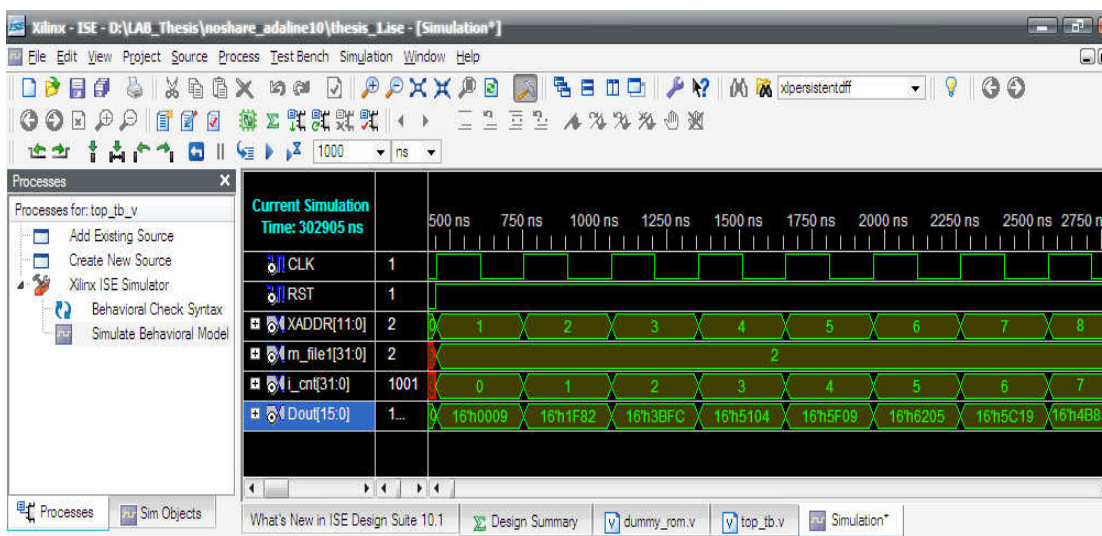 Xilinx - ISE - D:\LAB_Thesis\noshare_adaline10\thesis_1.ise - [Simulation*]
File Edit View Project Source Process Test Bench Simulation Window Help
xlpersistentdff
1000 ns
Processes X
Processes for: top_tb_v
Add Existing Source
Create New Source
Xilinx ISE Simulator
Behavioral Check Syntax
Simulate Behavioral Model
Processes Sim Objects
Current Simulation
Time: 302905 ns
500 ns 750 ns 1000 ns 1250 ns 1500 ns 1750 ns 2000 ns 2250 ns 2500 ns 2750 n
CLK 1
RST 1
XADDR[11:0] 2 0 1 2 3 4 5 6 7 8
m_file1[31:0] 2 2
i_cnt[31:0] 1001 0 1 2 3 4 5 6 7
Dout[15:0] 1... 0 16'h0009 16'h1F82 16'h3BFC 16'h5104 16'h5F09 16'h6205 16'h5C19 16'h4B8
What's New in ISE Design Suite 10.1 Design Summary dummy_rom.v top_tb.v Simulation*